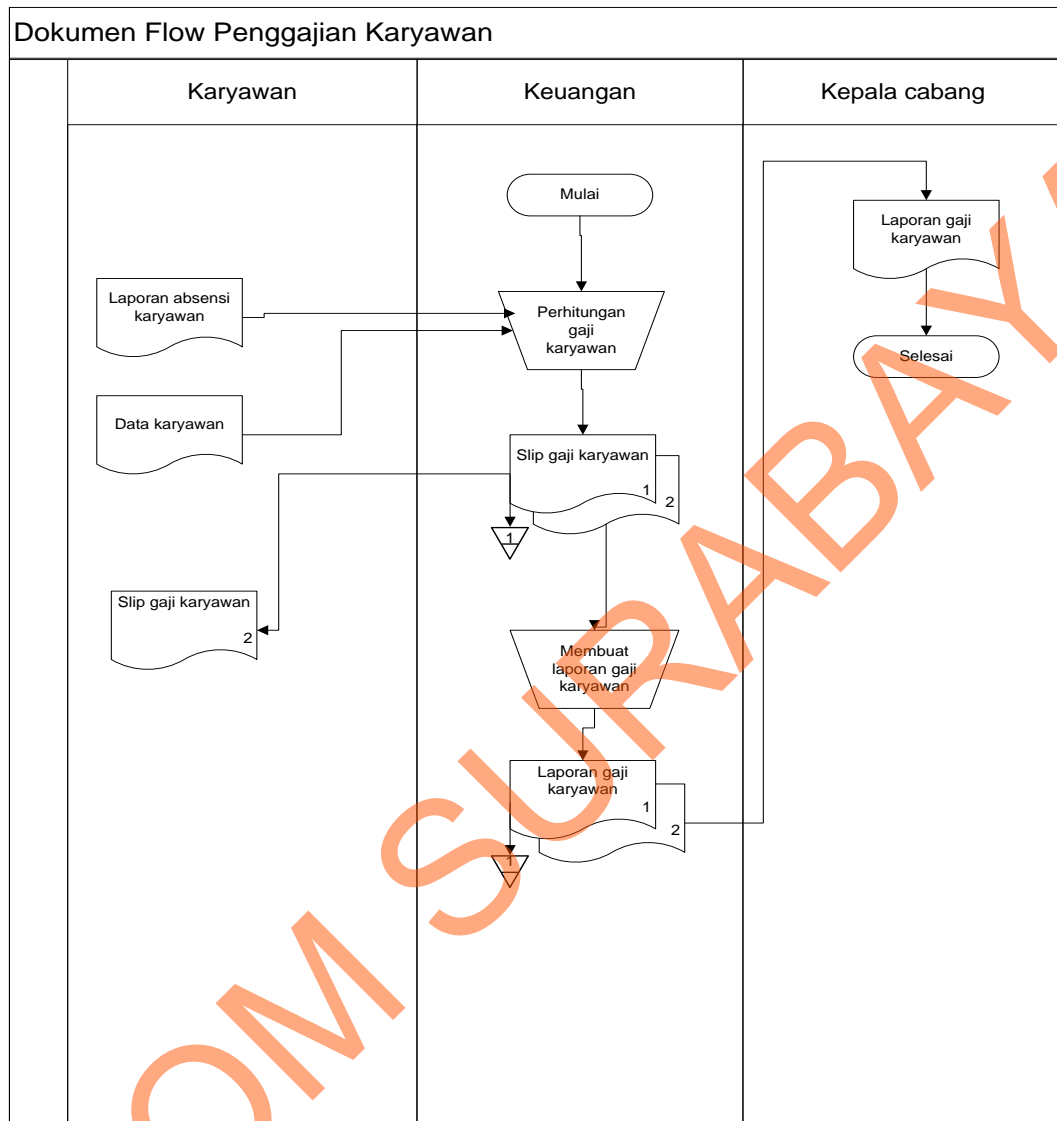 Dokumen Flow Penggajian Karyawan
Karyawan
Keuangan
Kepala cabang
Mulai
Laporan gaji
karyawan
Laporan absensi
karyawan
Perhitungan
gaji
karyawan
Selesai
Data karyawan
Slip gaji karyawan
1
2
1
Slip gaji karyawan
2
Membuat
laporan gaji
karyawan
Laporan gaji
karyawan
1
2
1
OM SURABAYA